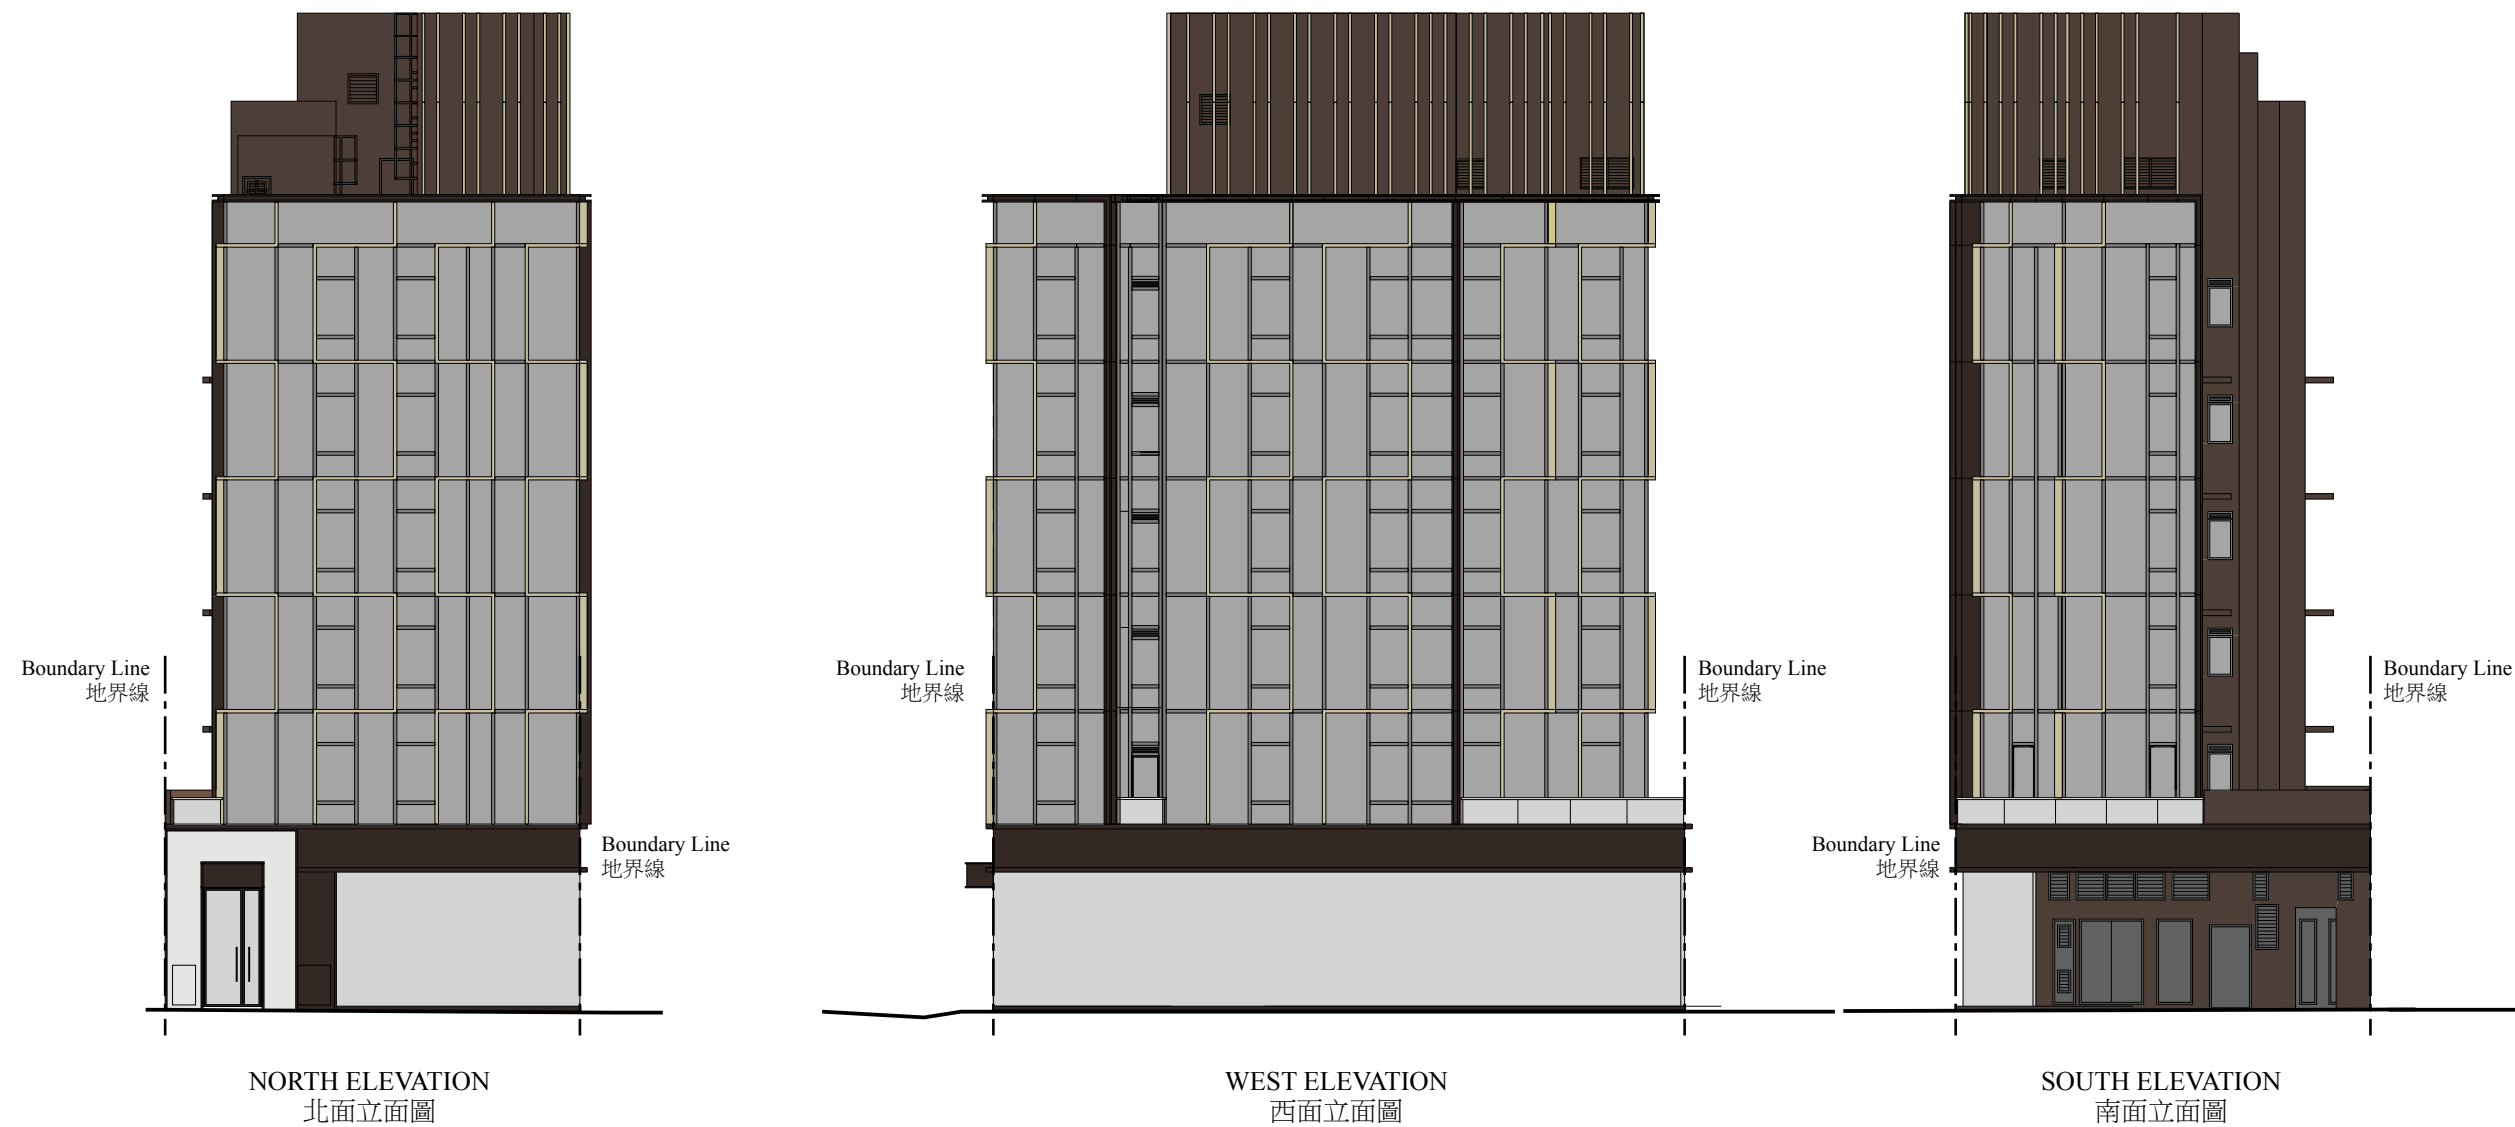 Boundary Line
地界線
Boundary Line
地界線
Boundary Line
地界線
Boundary Line
地界線
Boundary Line
地界線
Boundary Line
地界線
NORTH ELEVATION
北面立面圖
WEST ELEVATION
西面立面圖
SOUTH ELEVATION
南面立面圖